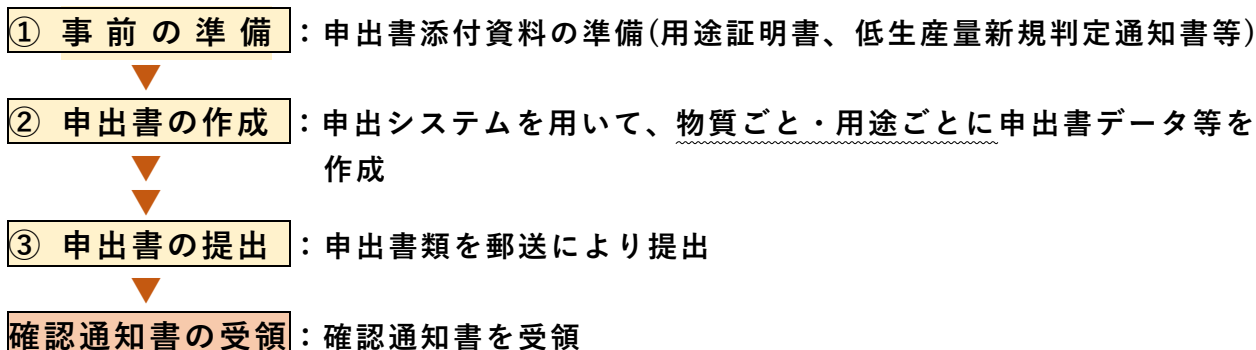 ① 事前の準備：申出書添付資料の準備(用途証明書、低生産量新規判定通知書等)
▼
② 申出書の作成：申出システムを用いて、物質ごと・用途ごとに申出書データ等を
▼ 作成
▼
③ 申出書の提出：申出書類を郵送により提出
▼
確認通知書の受領：確認通知書を受領